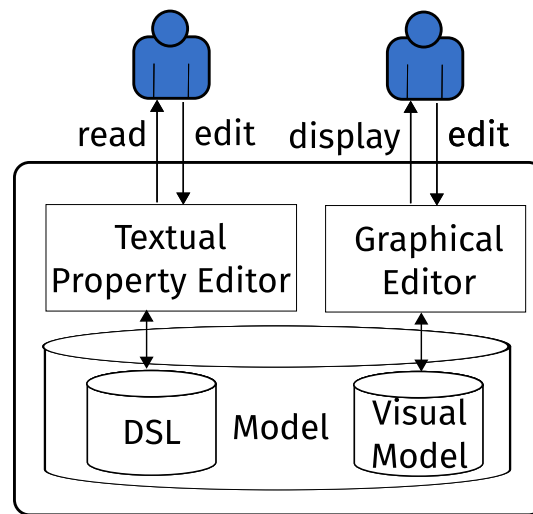 read
edit
display
edit
Textual
Property Editor
Graphical
Editor
DSL
Model
Visual
Model